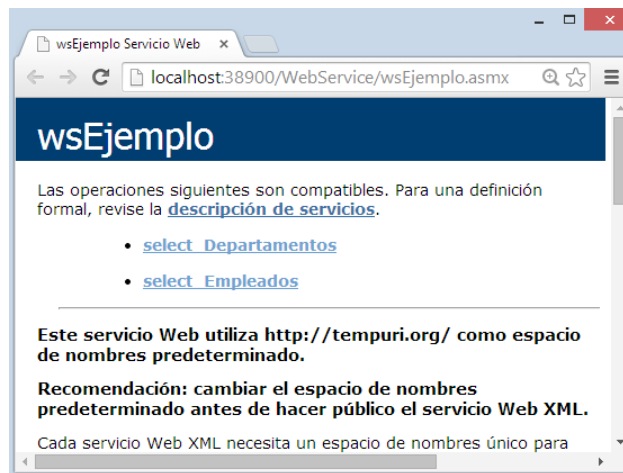 wsEjemplo Servicio Web
localhost:38900/WebService/wsEjemplo.asmx
wsEjemplo
Las operaciones siguientes son compatibles. Para una definición
formal, revise la descripción de servicios.
• select_Departamentos
• select_Empleados
Este servicio Web utiliza http://tempuri.org/ como espacio
de nombres predeterminado.
Recomendación: cambiar el espacio de nombres
predeterminado antes de hacer público el servicio Web XML.
Cada servicio Web XML necesita un espacio de nombres único para